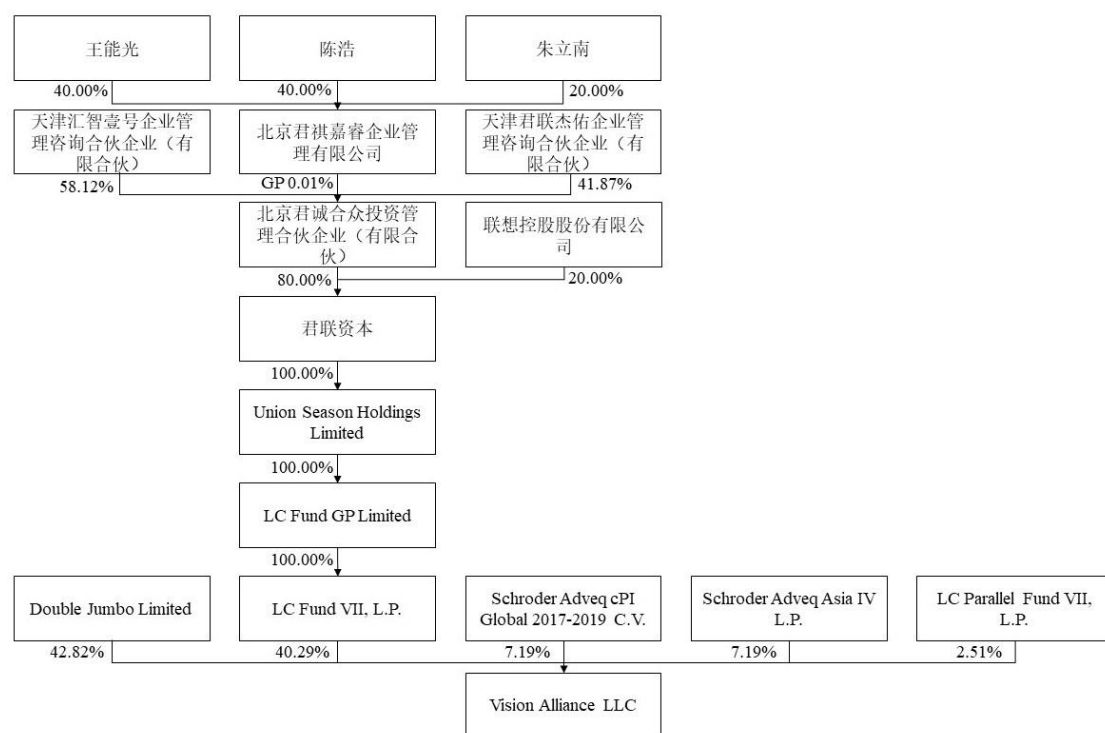 王能光
陈浩
朱立南
40.00%
40.00%
20.00%
天津汇智壹号企业管
理咨询合伙企业（有
限合伙）
北京君祺嘉睿企业管
理有限公司
天津君联杰佑企业管
理咨询合伙企业（有
限合伙）
58.12%
GP 0.01%
41.87%
北京君诚合众投资管
理合伙企业（有限合
伙）
联想控股股份有限公
司
80.00%
20.00%
君联资本
100.00%
Union Season Holdings
Limited
100.00%
LC Fund GP Limited
100.00%
Double Jumbo Limited
LC Fund VII, L.P.
Schroder Adveq cPI
Global 2017-2019 C.V.
Schroder Adveq Asia IV
L.P.
LC Parallel Fund VII,
L.P.
42.82%
40.29%
7.19%
7.19%
2.51%
Vision Alliance LLC